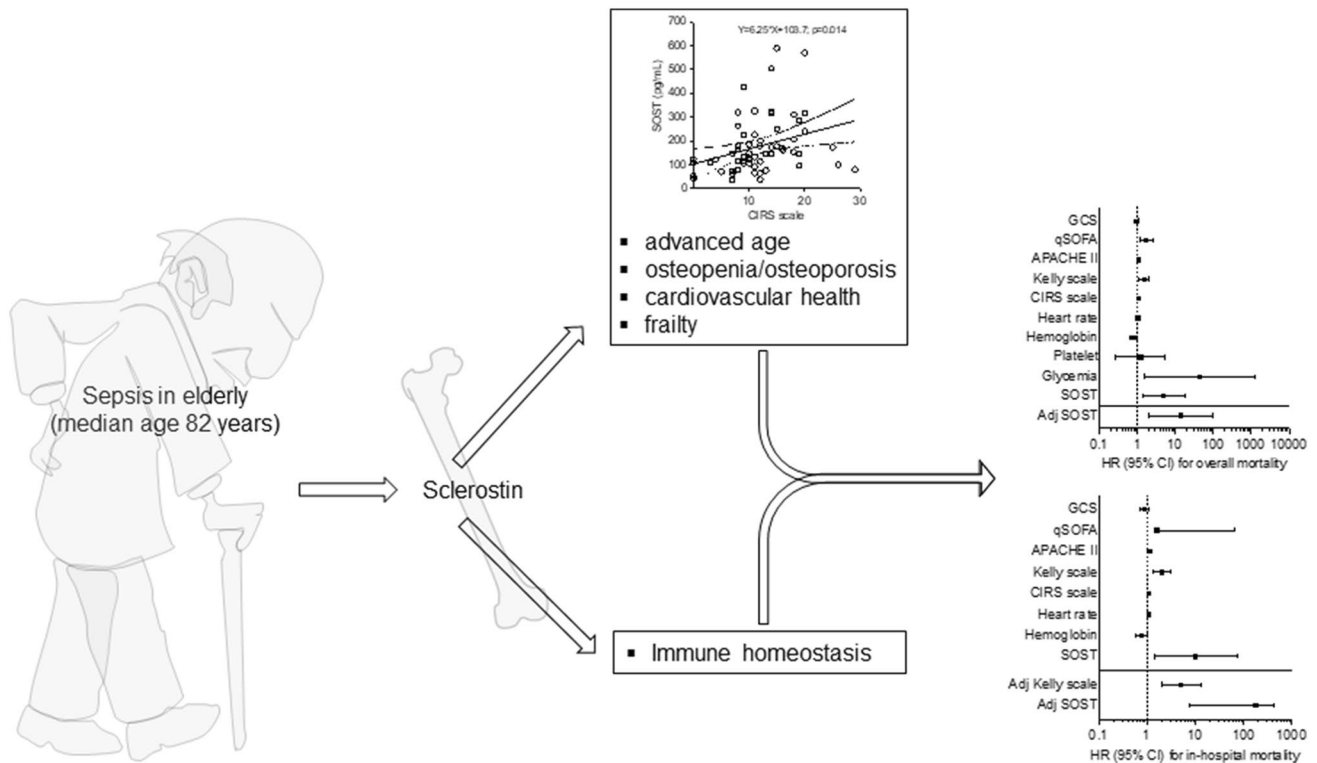 Sepsis in elderly
(median age 82 years)
Sclerostin
Y=6.25*X+103.7; p=0.014
SOST (pg/mL)
700
600
500
400
300
200
100
0
10
20
30
CIRS scale
▪ advanced age
▪ osteopenia/osteoporosis
▪ cardiovascular health
▪ frailty
▪ Immune homeostasis
GCS
qSOFA
APACHE II
Kelly scale
CIRS scale
Heart rate
Hemoglobin
Platelet
Glycemia
SOST
Adj SOST
0.1 1 10 100 1000 10000
HR (95% CI) for overall mortality
GCS
qSOFA
APACHE II
Kelly scale
CIRS scale
Heart rate
Hemoglobin
SOST
Adj Kelly scale
Adj SOST
0.1 1 10 100 1000
HR (95% CI) for in-hospital mortality